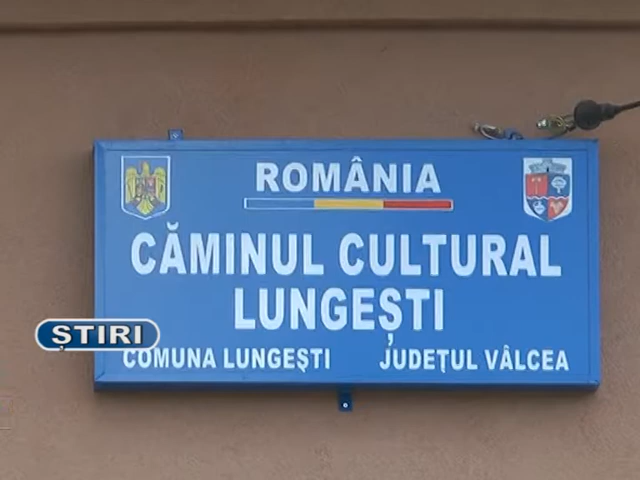 ROMÂNIA
CĂMINUL CULTURAL
LUNGEȘTI
ȘTIRI
COMUNA LUNGEȘTI JUDEȚUL VÂLCEA